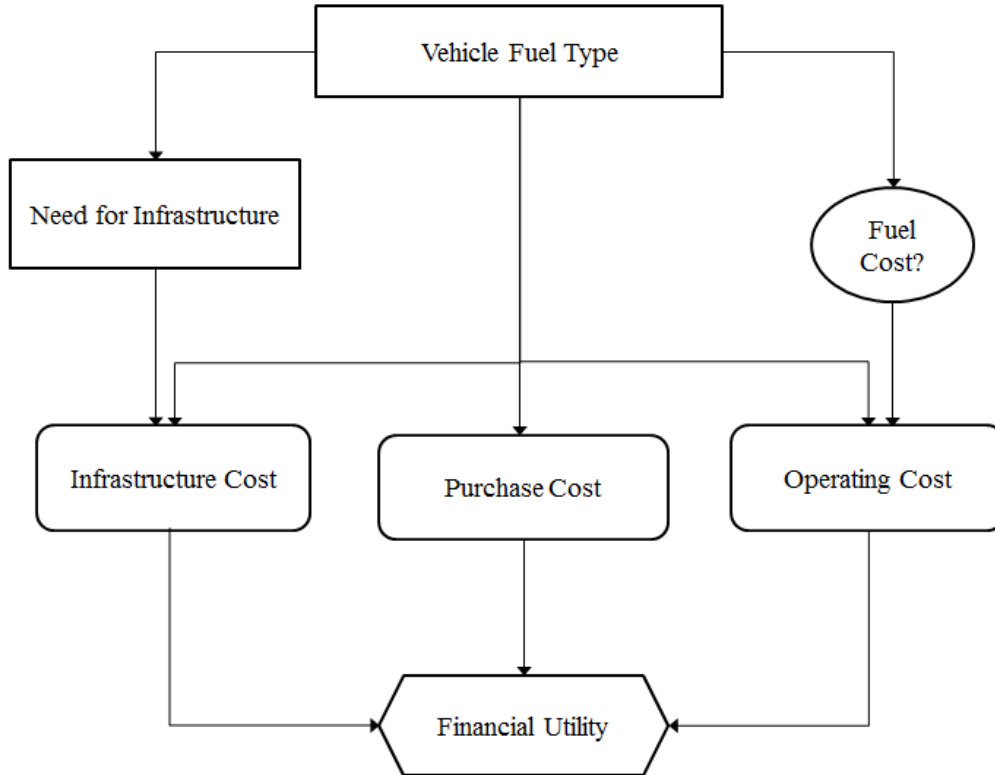 Vehicle Fuel Type
Need for Infrastructure
Fuel
Cost?
Infrastructure Cost
Purchase Cost
Operating Cost
Financial Utility